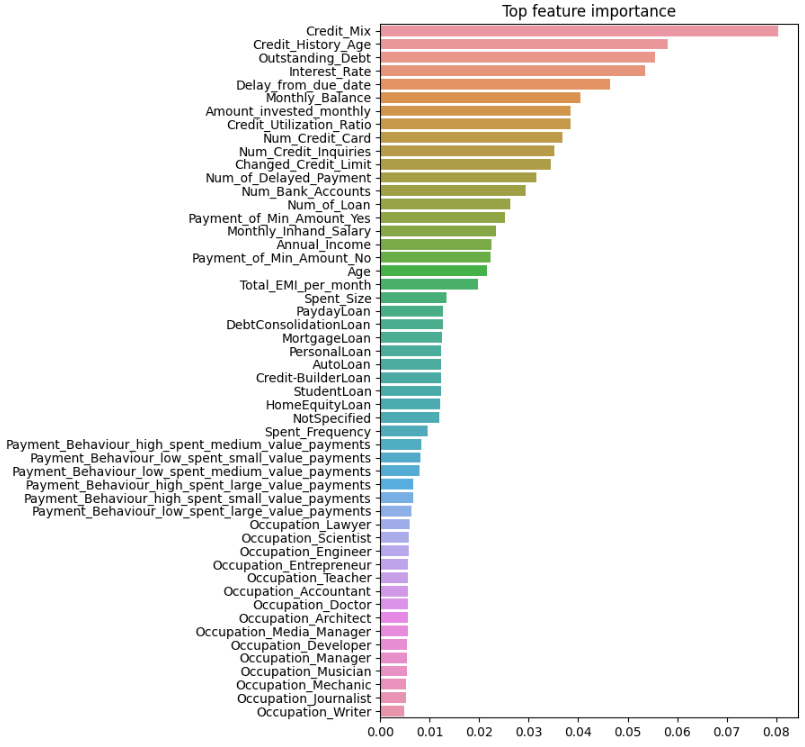 Top feature importance
Credit_Mix
Credit_History_Age
Outstanding_Debt
Interest_Rate
Delay_from_due_date
Monthly_Balance
Amount_invested_monthly
Credit_Utilization_Ratio
Num_Credit_Card
Num_Credit_Inquiries
Changed_Credit_Limit
Num_of_Delayed_Payment
Num_Bank_Accounts
Num_of_Loan
Payment_of_Min_Amount_Yes
Monthly_Inhand_Salary
Annual_Income
Payment_of_Min_Amount_No
Age
Total_EMI_per_month
Spent_Size
PaydayLoan
DebtConsolidationLoan
MortgageLoan
PersonalLoan
AutoLoan
Credit-BuilderLoan
StudentLoan
HomeEquityLoan
NotSpecified
Spent_Frequency
Payment_Behaviour_high_spent_medium_value_payments
Payment_Behaviour_low_spent_small_value_payments
Payment_Behaviour_low_spent_medium_value_payments
Payment_Behaviour_high_spent_large_value_payments
Payment_Behaviour_high_spent_small_value_payments
Payment_Behaviour_low_spent_large_value_payments
Occupation_Lawyer
Occupation_Scientist
Occupation_Engineer
Occupation_Entrepreneur
Occupation_Teacher
Occupation_Accountant
Occupation_Doctor
Occupation_Architect
Occupation_Media_Manager
Occupation_Developer
Occupation_Manager
Occupation_Musician
Occupation_Mechanic
Occupation_Journalist
Occupation_Writer
0.00 0.01 0.02 0.03 0.04 0.05 0.06 0.07 0.08